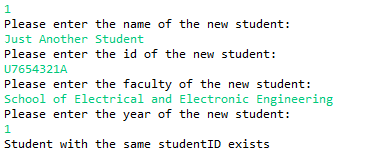 1
Please enter the name of the new student:
Just Another Student
Please enter the id of the new student:
U7654321A
Please enter the faculty of the new student:
School of Electrical and Electronic Engineering
Please enter the year of the new student:
1
Student with the same studentID exists